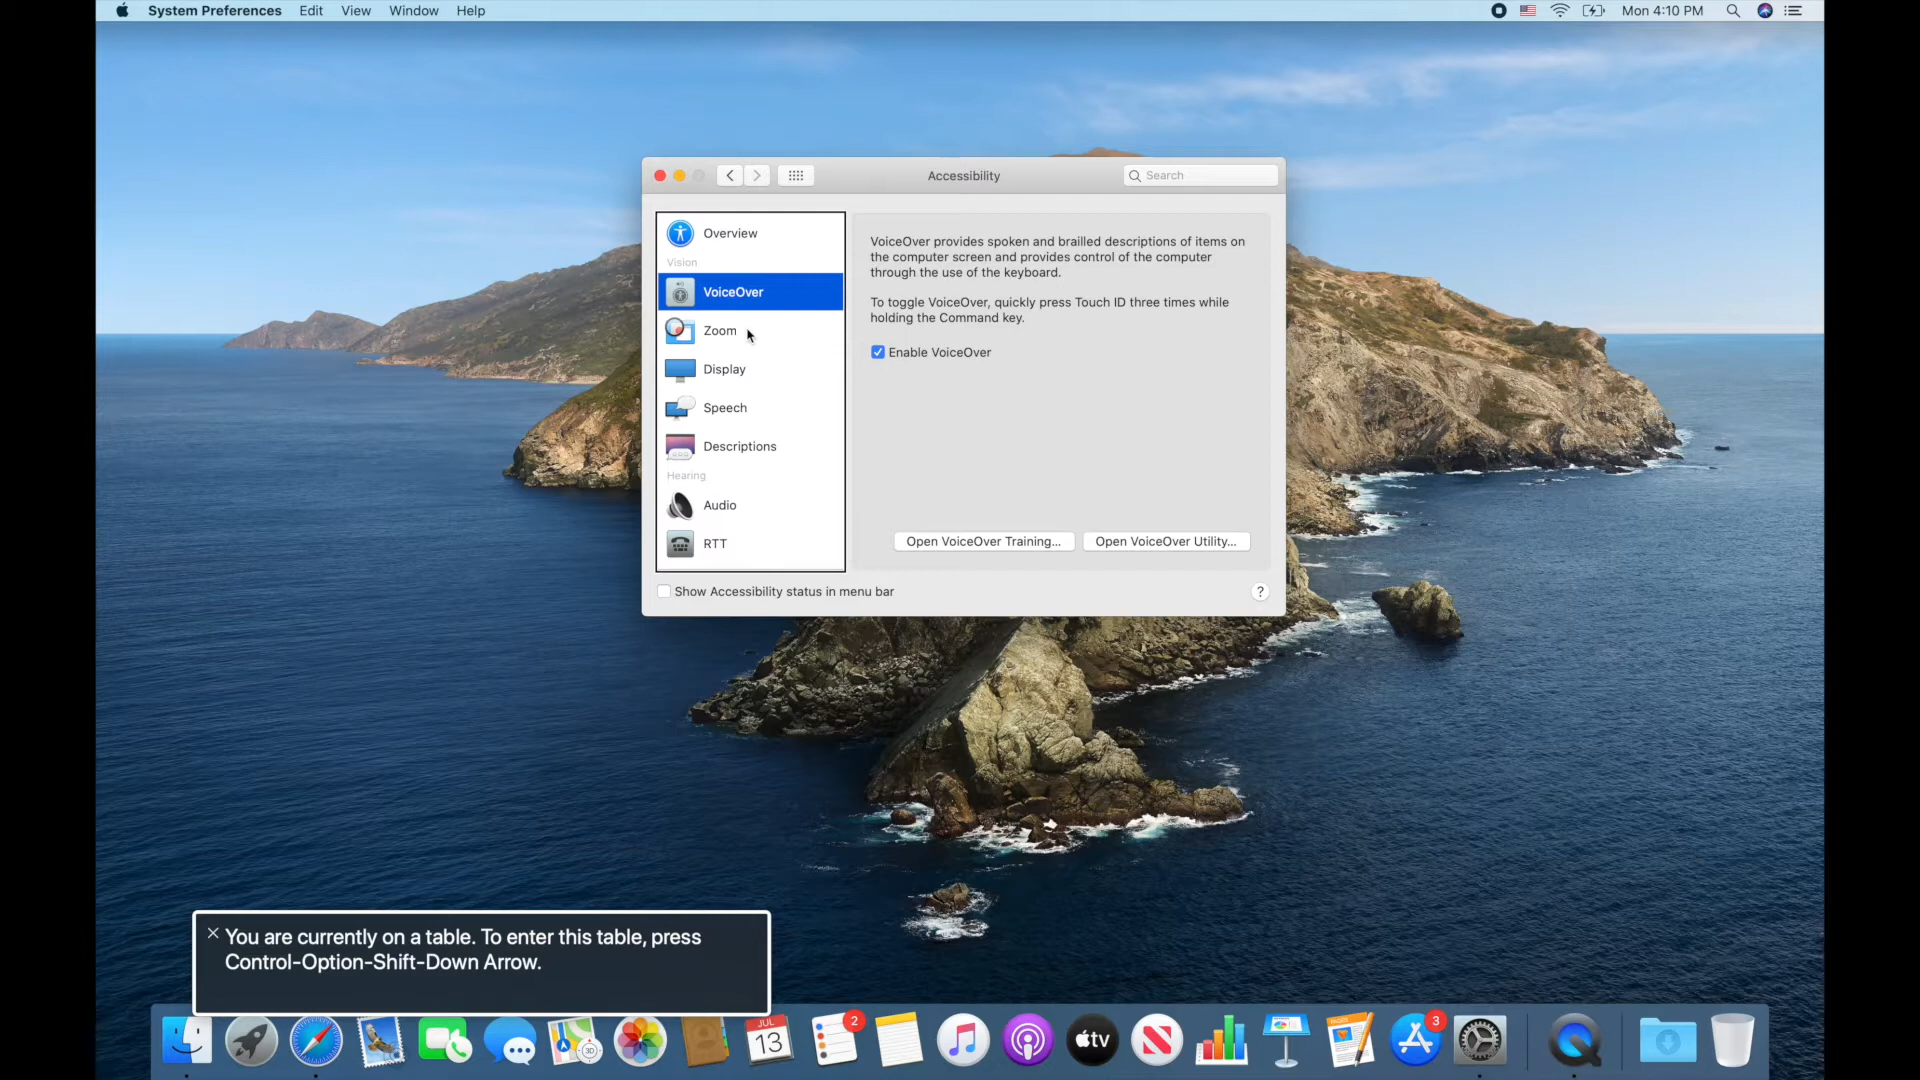 System Preferences Edit View Window Help
Mon 4:10 PM
Accessibility
Search
Overview
Vision
VoiceOver
Zoom
Display
Speech
Descriptions
Hearing
Audio
RTT
VoiceOver provides spoken and brailled descriptions of items on
the computer screen and provides control of the computer
through the use of the keyboard.
To toggle VoiceOver, quickly press Touch ID three times while
holding the Command key.
Enable VoiceOver
Open VoiceOver Training...
Open VoiceOver Utility...
Show Accessibility status in menu bar
?
You are currently on a table. To enter this table, press
Control-Option-Shift-Down Arrow.
3D
JUL
13
2
tv
3